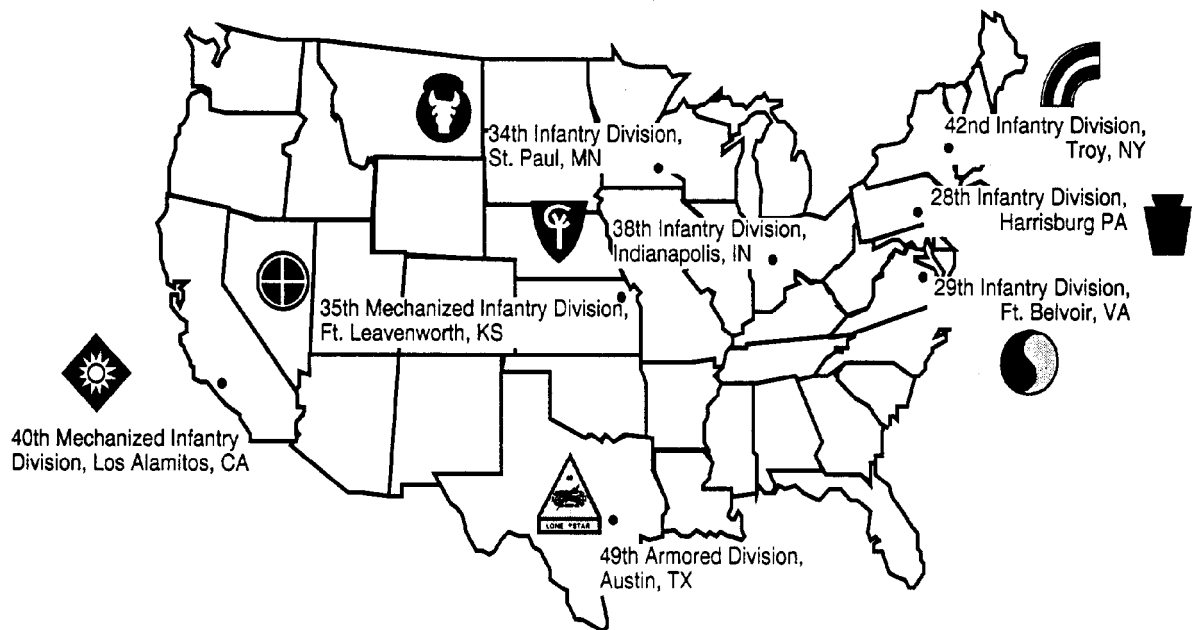 34th Infantry Division,
St. Paul, MN
42nd Infantry Division,
Troy, NY
28th Infantry Division,
Harrisburg PA
38th Infantry Division,
Indianapolis, IN
29th Infantry Division,
Ft. Belvoir, VA
35th Mechanized Infantry Division,
Ft. Leavenworth, KS
40th Mechanized Infantry
Division, Los Alamitos, CA
LONE STAR
49th Armored Division,
Austin, TX